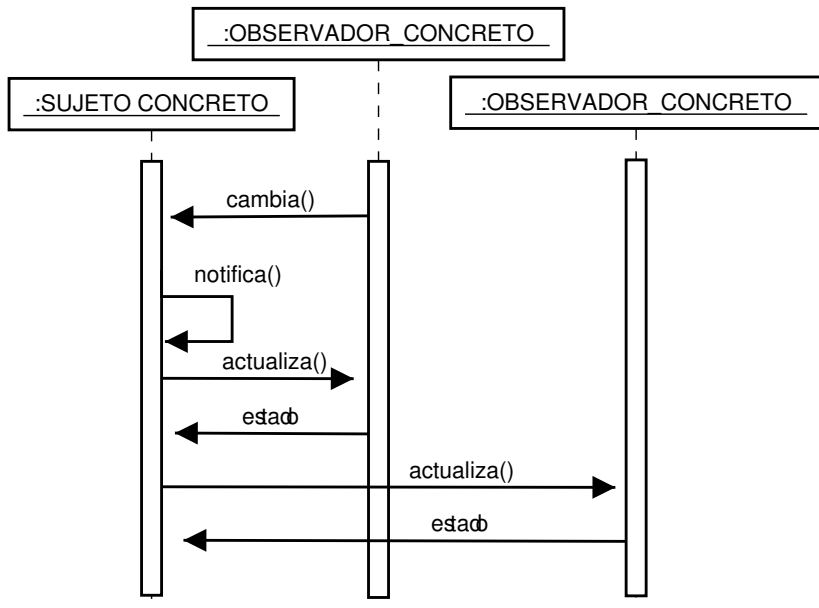 :OBSERVADOR_CONCRETO
:SUJETO CONCRETO
:OBSERVADOR_CONCRETO
cambia()
notifica()
actualiza()
estado
actualiza()
estado